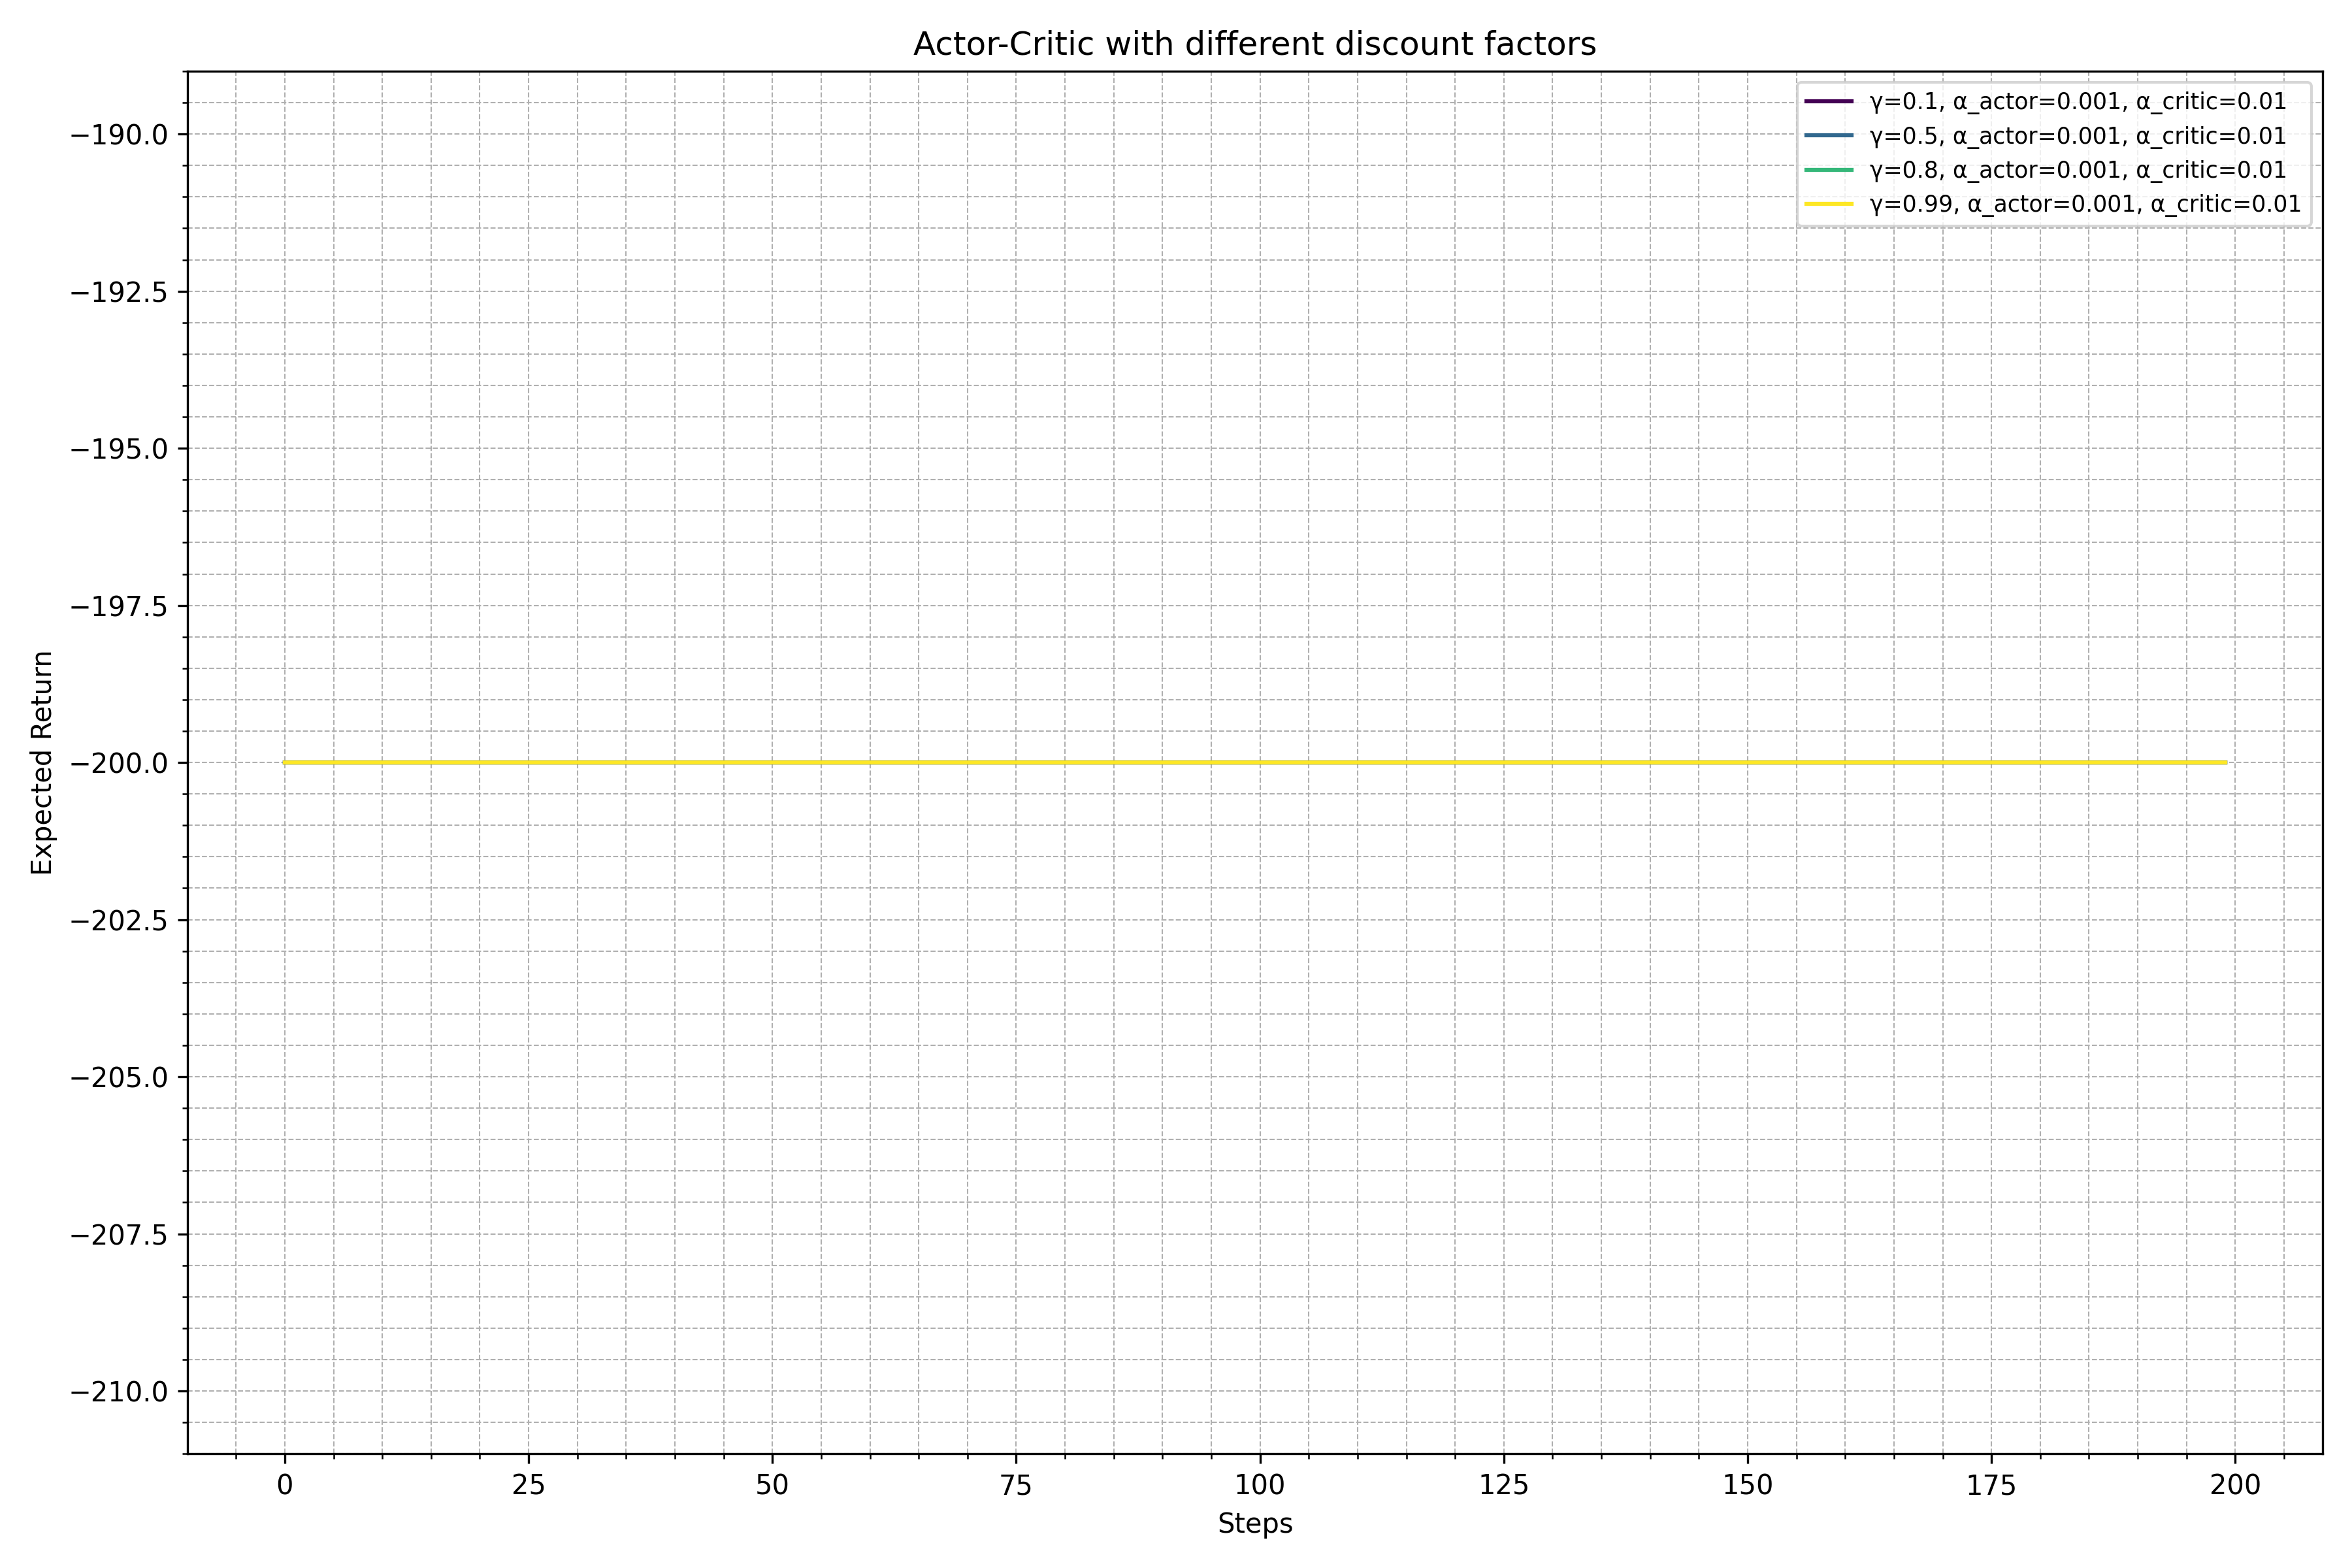 Actor-Critic with different discount factors
γ=0.1, α_actor=0.001, α_critic=0.01
γ=0.5, α_actor=0.001, α_critic=0.01
γ=0.8, α_actor=0.001, α_critic=0.01
γ=0.99, α_actor=0.001, α_critic=0.01
Expected Return
−190.0
−192.5
−195.0
−197.5
−200.0
−202.5
−205.0
−207.5
−210.0
0 25 50 75 100 125 150 175 200
Steps